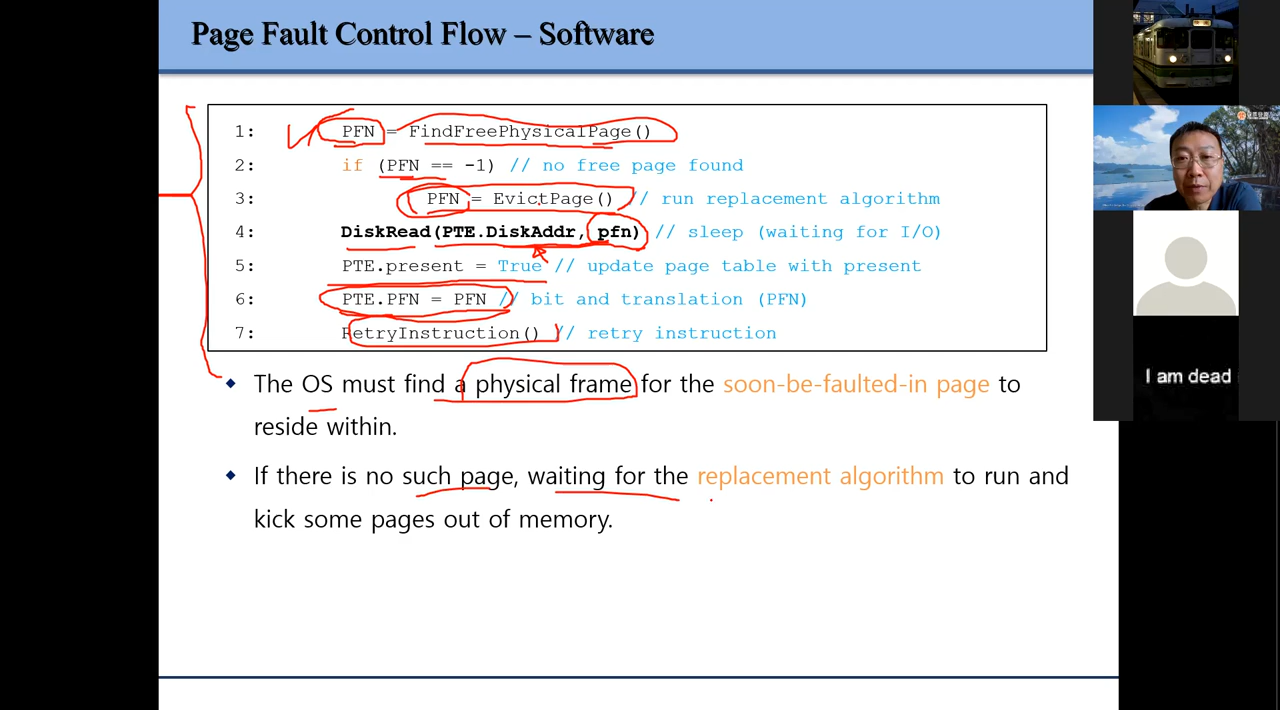 Page Fault Control Flow – Software
1: PFN = FindFreePhysicalPage()
2: if (PFN == -1) // no free page found
3: PFN = EvictPage() // run replacement algorithm
4: DiskRead(PTE.DiskAddr, pfn) // sleep (waiting for I/O)
5: PTE.present = True // update page table with present
6: PTE.PFN = PFN // bit and translation (PFN)
7: RetryInstruction() // retry instruction
The OS must find a physical frame for the soon-be-faulted-in page to
reside within.
If there is no such page, waiting for the replacement algorithm to run and
kick some pages out of memory.
I am dead